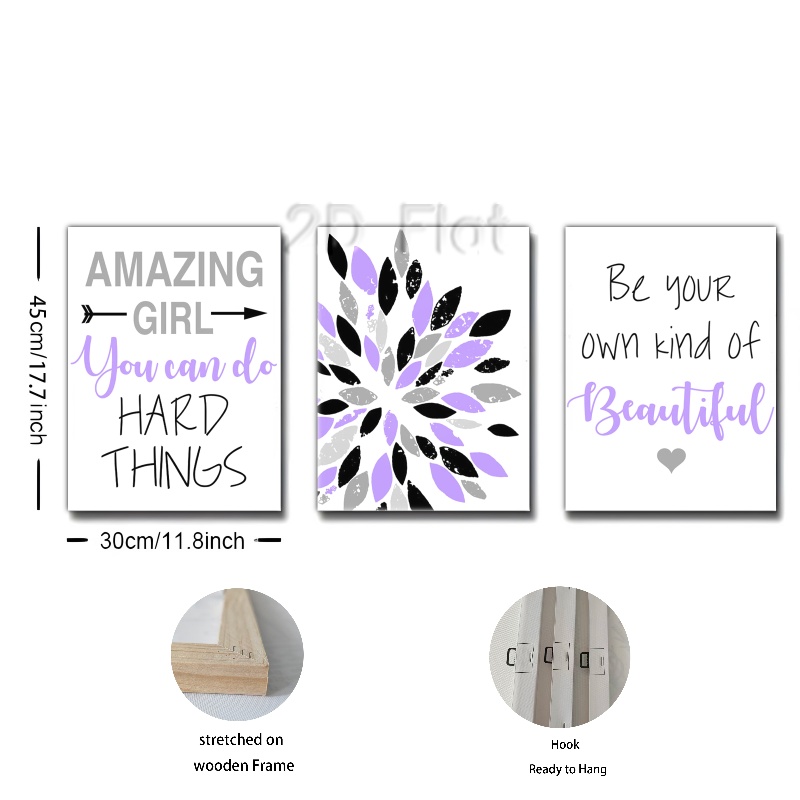 2D Flat
AMAZING
GIRL
You can do
HARD
THINGS
Be your
own kind of
Beautiful
45cm/17.7inch
30cm/11.8inch
stretched on
wooden Frame
Hook
Ready to Hang